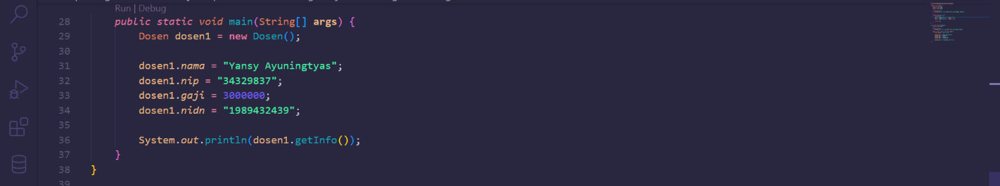 Run | Debug
28 public static void main(String[] args) {
29 Dosen dosen1 = new Dosen();
30
31 dosen1.nama = "Yansy Ayuningtyas";
32 dosen1.nip = "34329837";
33 dosen1.gaji = 3000000;
34 dosen1.nidn = "1989432439";
35
36 System.out.println(dosen1.getInfo());
37 }
38 }
39